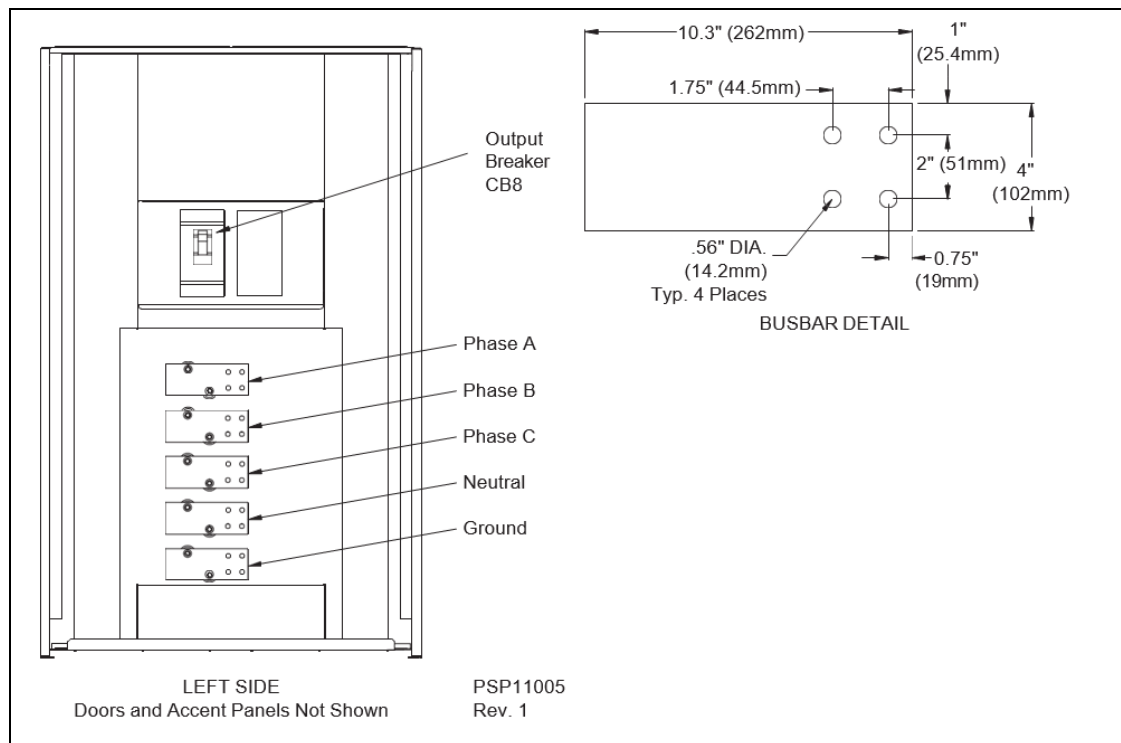 10.3" (262mm)
1"
(25.4mm)
1.75" (44.5mm)
2" (51mm)
4"
(102mm)
.56" DIA.
(14.2mm)
Typ. 4 Places
0.75"
(19mm)
BUSBAR DETAIL
Output
Breaker
CB8
Phase A
Phase B
Phase C
Neutral
Ground
LEFT SIDE
Doors and Accent Panels Not Shown
PSP11005
Rev. 1